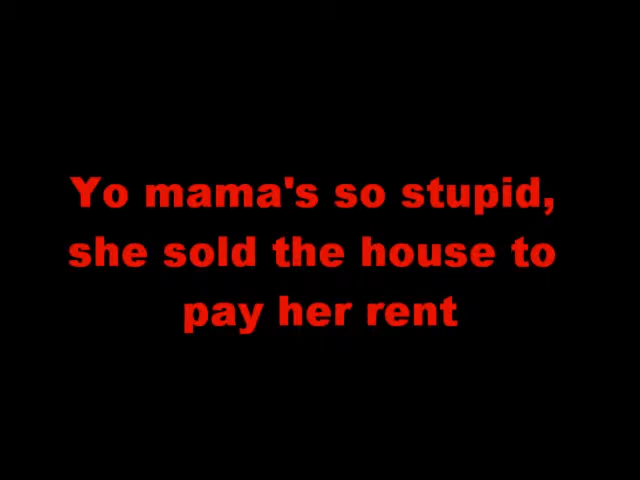 Yo mama's so stupid,
she sold the house to
pay her rent